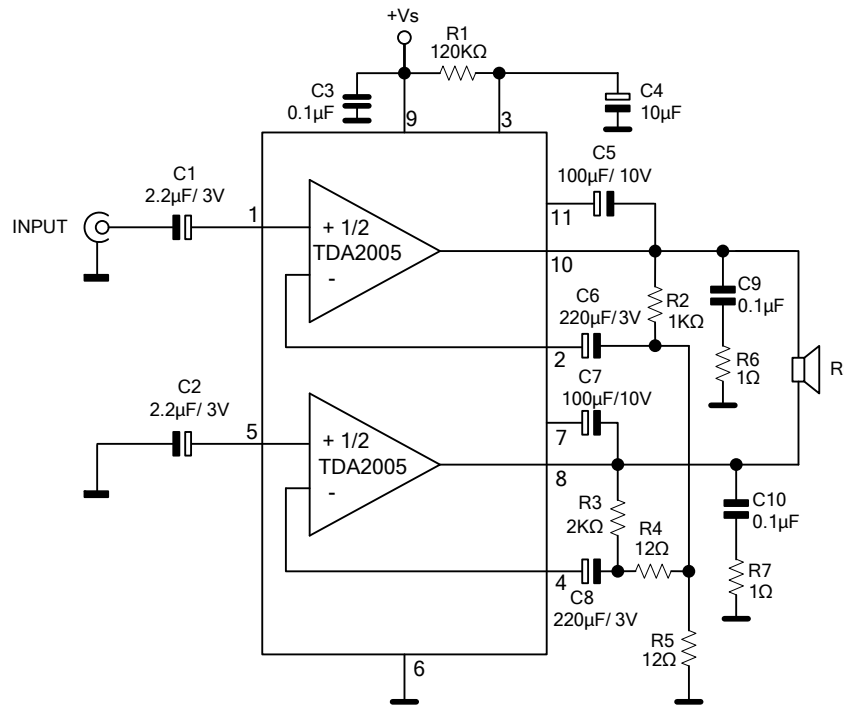 +Vs
R1
120KΩ
C3
0.1µF
C4
10µF
9
3
C1
2.2µF/ 3V
C5
100µF/ 10V
INPUT
1
11
+ 1/2
TDA2005
-
10
C6
220µF/3V
R2
1KΩ
C9
0.1µF
2
R6
1Ω
R
C2
2.2µF/ 3V
C7
100µF/10V
5
7
+ 1/2
TDA2005
-
8
R3
2KΩ
R4
12Ω
C10
0.1µF
4
C8
220µF/ 3V
R7
1Ω
R5
12Ω
6